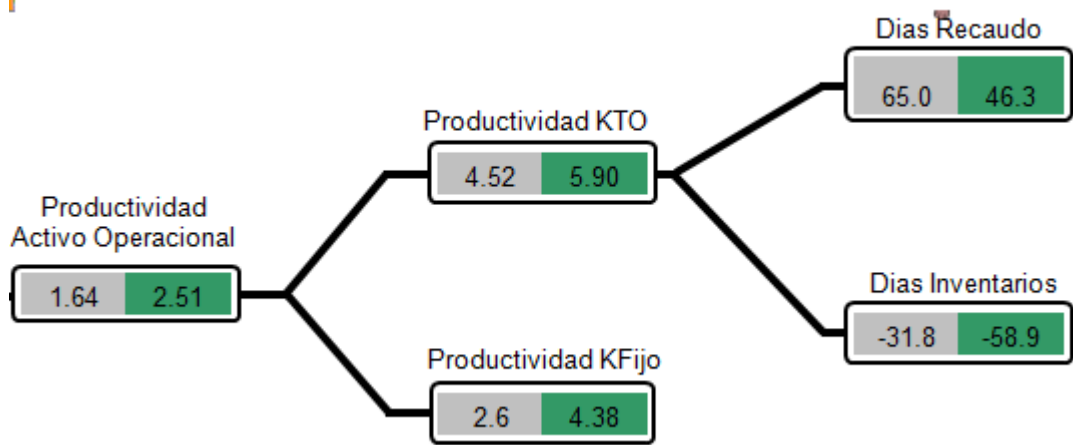 Dias Recaudo
65.0 46.3
Productividad KTO
4.52 5.90
Productividad
Activo Operacional
1.64 2.51
Dias Inventarios
-31.8 -58.9
Productividad KFijo
2.6 4.38